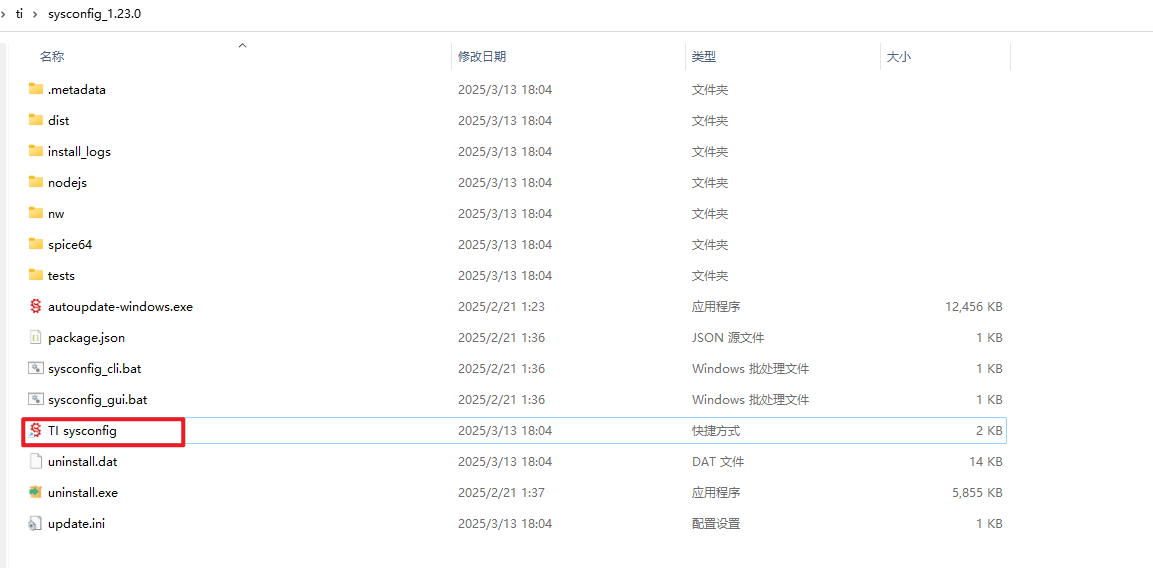 ti > sysconfig_1.23.0
名称 修改日期 类型 大小
.metadata 2025/3/13 18:04 文件夹
dist 2025/3/13 18:04 文件夹
install_logs 2025/3/13 18:04 文件夹
nodejs 2025/3/13 18:04 文件夹
nw 2025/3/13 18:04 文件夹
spice64 2025/3/13 18:04 文件夹
tests 2025/3/13 18:04 文件夹
autoupdate-windows.exe 2025/2/21 1:23 应用程序 12,456 KB
package.json 2025/2/21 1:36 JSON 源文件 1 KB
sysconfig_cli.bat 2025/2/21 1:36 Windows 批处理文件 1 KB
sysconfig_gui.bat 2025/2/21 1:36 Windows 批处理文件 1 KB
TI sysconfig 2025/3/13 18:04 快捷方式 2 KB
uninstall.dat 2025/3/13 18:04 DAT 文件 14 KB
uninstall.exe 2025/2/21 1:37 应用程序 5,855 KB
update.ini 2025/3/13 18:04 配置设置 1 KB